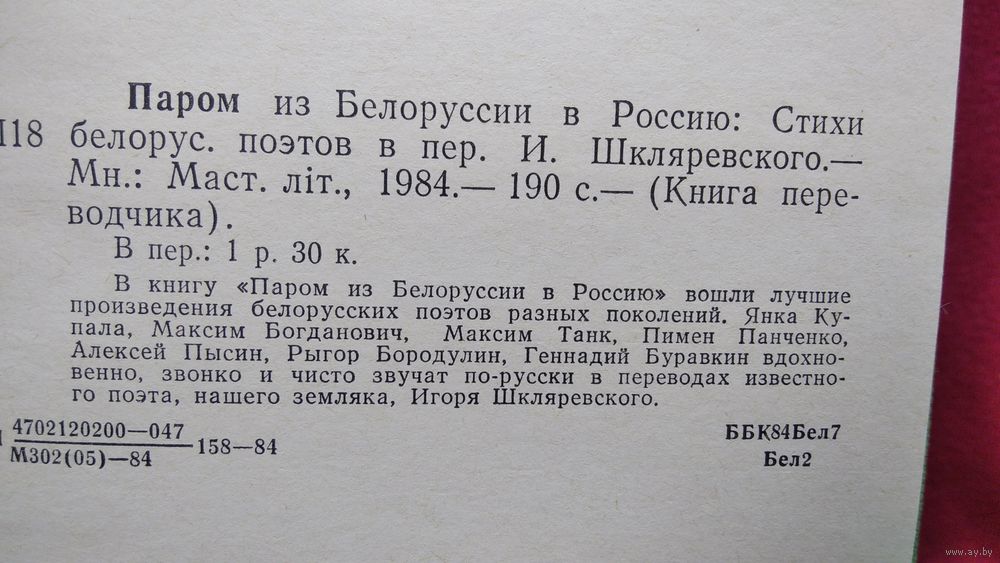 Паром из Белоруссии в Россию: Стихи
П18 белорус. поэтов в пер. И. Шкляревского.—
Мн.: Маст. літ., 1984.— 190 с.— (Книга пере-
водчика).
В пер.: 1 р. 30 к.
В книгу «Паром из Белоруссии в Россию» вошли лучшие
произведения белорусских поэтов разных поколений. Янка Ку-
пала, Максим Богданович, Максим Танк, Пимен Панченко,
Алексей Пысин, Рыгор Бородулин, Геннадий Буравкин вдохно-
венно, звонко и чисто звучат по-русски в переводах известно-
го поэта, нашего земляка, Игоря Шкляревского.
4702120200—047
М302(05)—84
158—84
ББК84Бел7
Бел2
www.ay.by